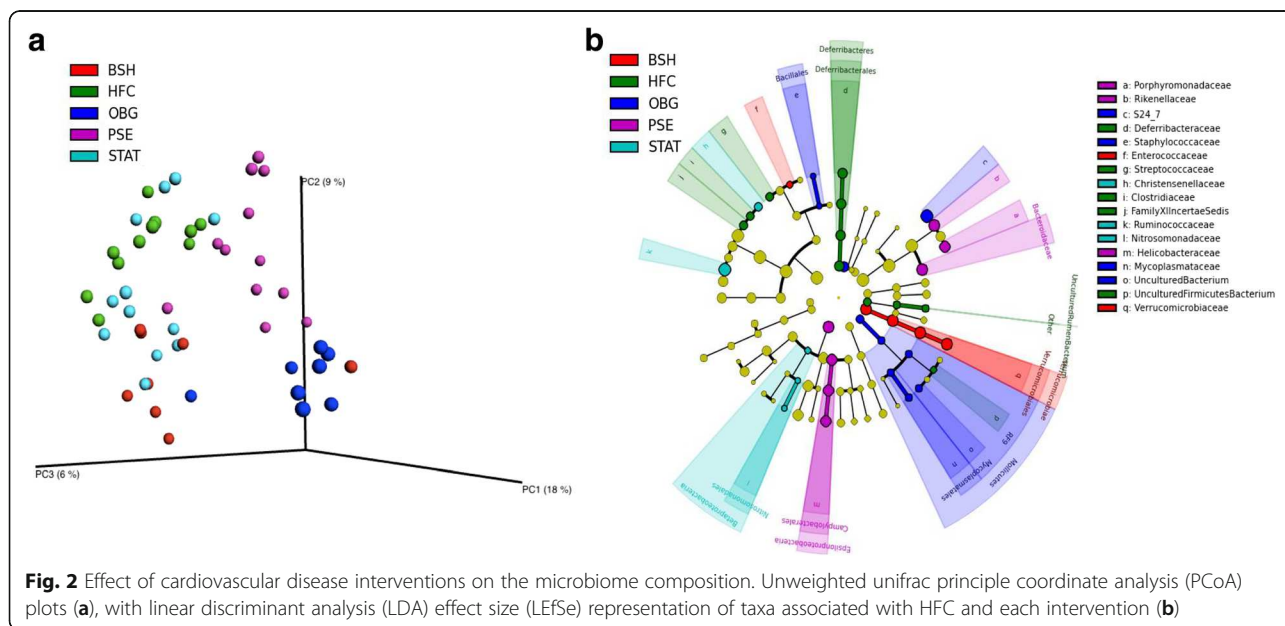 a
BSH
HFC
OBG
PSE
STAT
PC2 (9 %)
PC3 (6 %)
PC1 (18 %)
b
BSH
HFC
OBG
PSE
STAT
Deferribacteres
Deferribacterales
d
Bacillales
e
f
g
h
i
k
c
b
a
Bacteroidaceae
Other
q
Verrucomicrobiales
p
RF9
Mollicutes
o
n
Mycoplasmatales
m
Campylobacterales
Epsilonproteobacteria
l
Nitrosomonadales
Betaproteobacteria
a: Porphyromonadaceae
b: Rikenellaceae
c: S24_7
d: Deferribacteraceae
e: Staphylococcaceae
f: Enterococcaceae
g: Streptococcaceae
h: Christensenellaceae
i: Clostridiaceae
j: FamilyXIIncertaeSedis
k: Ruminococcaceae
l: Nitrosomonadaceae
m: Helicobacteraceae
n: Mycoplasmataceae
o: UnculturedBacterium
p: UnculturedFirmicutesBacterium
q: Verrucomicrobiaceae
Fig. 2 Effect of cardiovascular disease interventions on the microbiome composition. Unweighted unifrac principle coordinate analysis (PCoA)
plots (a), with linear discriminant analysis (LDA) effect size (LEfSe) representation of taxa associated with HFC and each intervention (b)